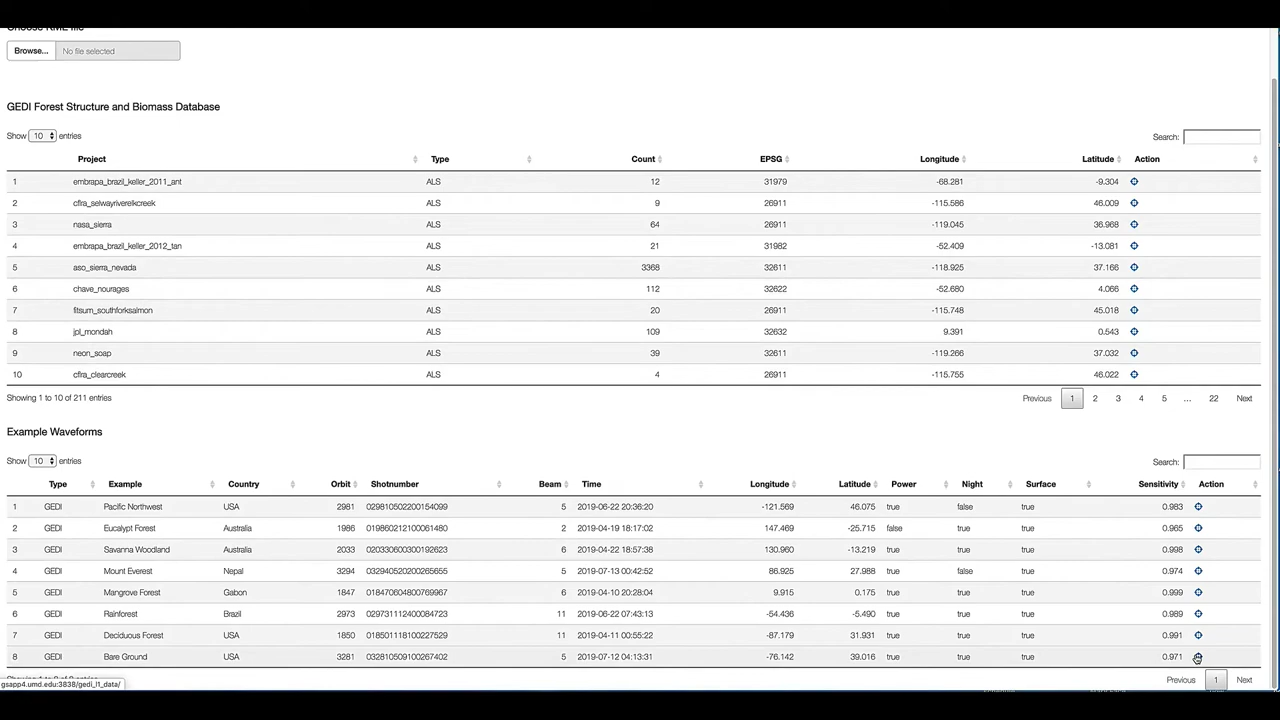 Choose KML file
Browse... No file selected
GEDI Forest Structure and Biomass Database
Show 10 entries Search:
Project Type Count EPSG Longitude Latitude Action
1 embrapa_brazil_keller_2011_ant ALS 12 31979 -68.281 -9.304
2 cflra_selwayriverelkcreek ALS 9 26911 -115.586 46.009
3 nasa_sierra ALS 64 26911 -119.045 36.968
4 embrapa_brazil_keller_2012_tan ALS 21 31982 -52.409 -13.081
5 aso_sierra_nevada ALS 3368 32611 -118.925 37.166
6 chave_nourages ALS 112 32622 -52.680 4.066
7 fitsum_southforksalmon ALS 20 26911 -115.748 45.018
8 jpl_mondah ALS 109 32632 9.391 0.543
9 neon_soap ALS 39 32611 -119.266 37.032
10 cflra_clearcreek ALS 4 26911 -115.755 46.022
Showing 1 to 10 of 211 entries Previous 1 2 3 4 5 ... 22 Next
Example Waveforms
Show 10 entries Search:
Type Example Country Orbit Shotnumber Beam Time Longitude Latitude Power Night Surface Sensitivity Action
1 GEDI Pacific Northwest USA 2981 029810502200154099 5 2019-06-22 20:36:20 -121.569 46.075 true false true 0.983
2 GEDI Eucalypt Forest Australia 1986 019860212100061480 2 2019-04-19 18:17:02 147.469 -25.715 false true true 0.965
3 GEDI Savanna Woodland Australia 2033 020330600300192623 6 2019-04-22 18:57:38 130.960 -13.219 true true true 0.998
4 GEDI Mount Everest Nepal 3294 032940520200265655 5 2019-07-13 00:42:52 86.925 27.988 true false true 0.974
5 GEDI Mangrove Forest Gabon 1847 018470604800769967 6 2019-04-10 20:28:04 9.915 0.175 true true true 0.999
6 GEDI Rainforest Brazil 2973 029731112400084723 11 2019-06-22 07:43:13 -54.436 -5.490 true true true 0.989
7 GEDI Deciduous Forest USA 1850 018501118100227529 11 2019-04-11 00:55:22 -87.179 31.931 true true true 0.991
8 GEDI Bare Ground USA 3281 032810509100267402 5 2019-07-12 04:13:31 -76.142 39.016 true true true 0.971
Previous 1 Next
gsapp4.umd.edu:3838/gedi_l1_data/